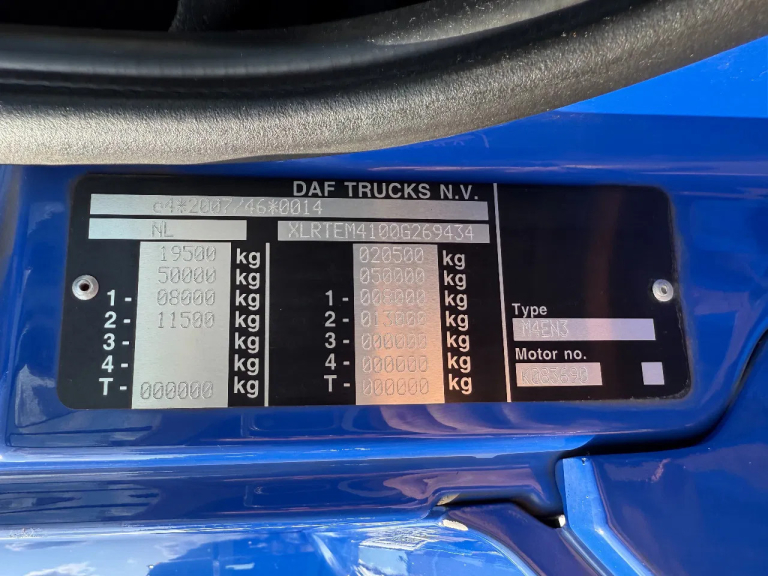 DAF TRUCKS N.V.
e4*2007/46*0014
NL XLRTEM4100G269434
19500 kg 020500 kg
50000 kg 050000 kg
1- 08000 kg 1- 008000 kg
2- 11500 kg 2- 013000 kg
3- kg 3- 000000 kg
4- kg 4- 000000 kg
T- 000000 kg T- 000000 kg
Type
M4EN3
Motor no.